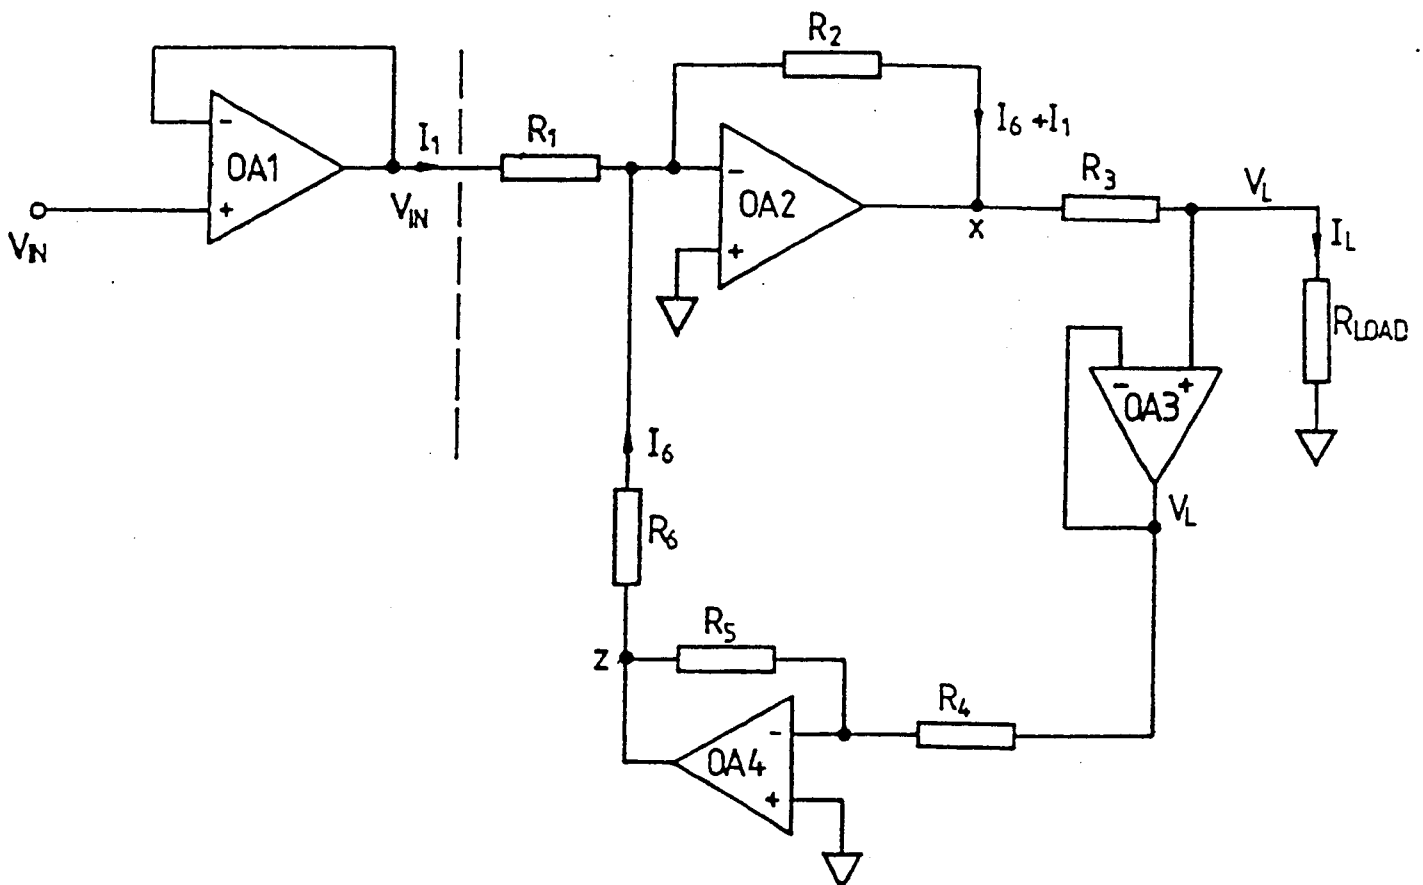 R2
I6 + I1
-
OA1
+
I1
VIN
VIN
R1
-
OA2
+
x
R3
VL
IL
RLOAD
- +
OA3
VL
I6
R6
z
R5
R4
-
OA4
+